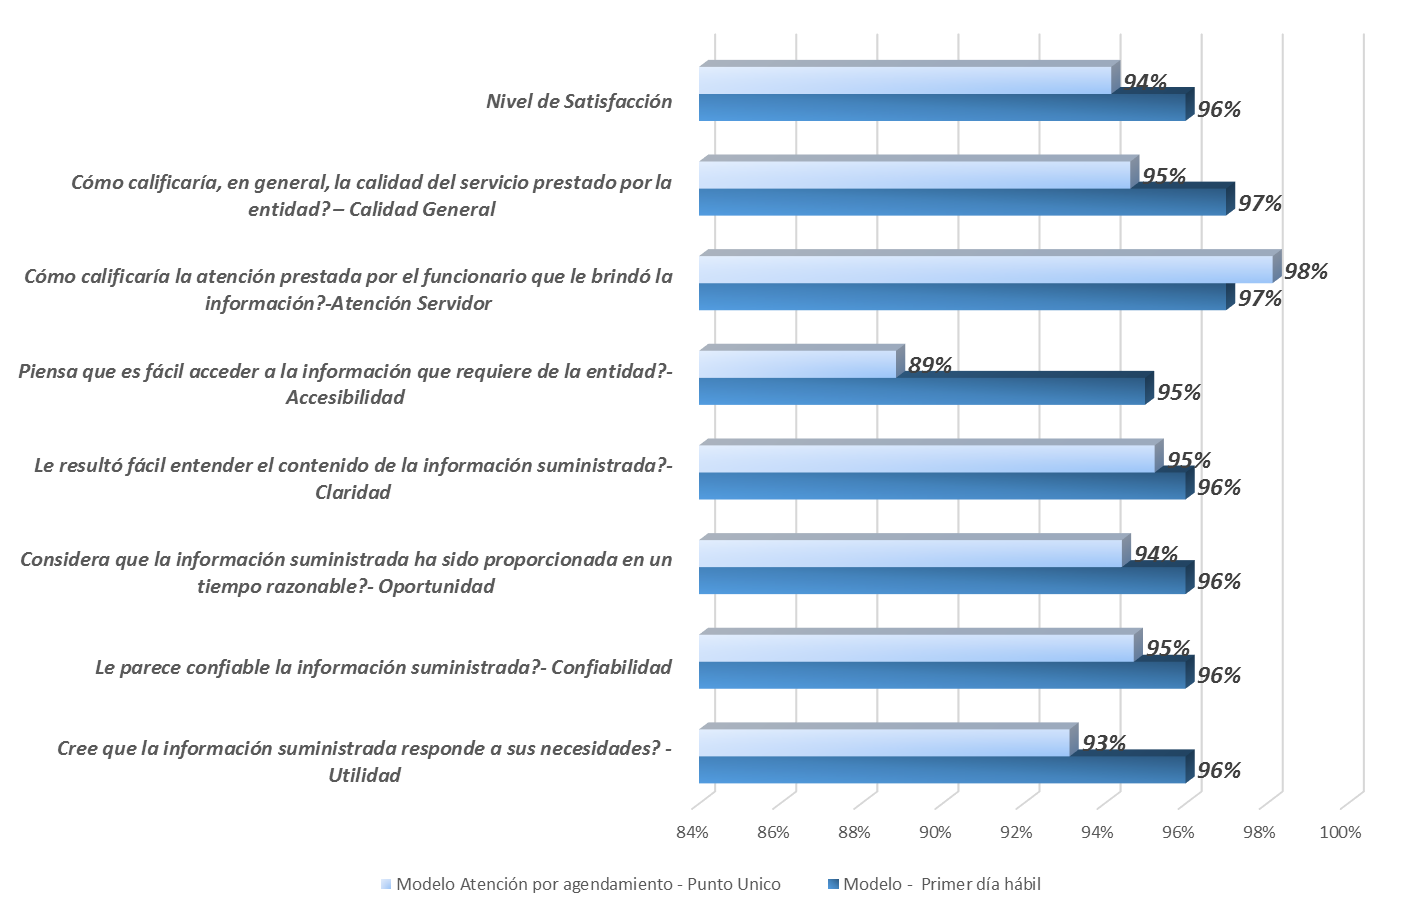 Nivel de Satisfacción
94%
96%
Cómo calificaría, en general, la calidad del servicio prestado por la
entidad? – Calidad General
95%
97%
Cómo calificaría la atención prestada por el funcionario que le brindó la
información?-Atención Servidor
98%
97%
Piensa que es fácil acceder a la información que requiere de la entidad?-
Accesibilidad
89%
95%
Le resultó fácil entender el contenido de la información suministrada?-
Claridad
95%
96%
Considera que la información suministrada ha sido proporcionada en un
tiempo razonable?- Oportunidad
94%
96%
Le parece confiable la información suministrada?- Confiabilidad
95%
96%
Cree que la información suministrada responde a sus necesidades? -
Utilidad
93%
96%
84% 86% 88% 90% 92% 94% 96% 98% 100%
Modelo Atención por agendamiento - Punto Unico Modelo - Primer día hábil